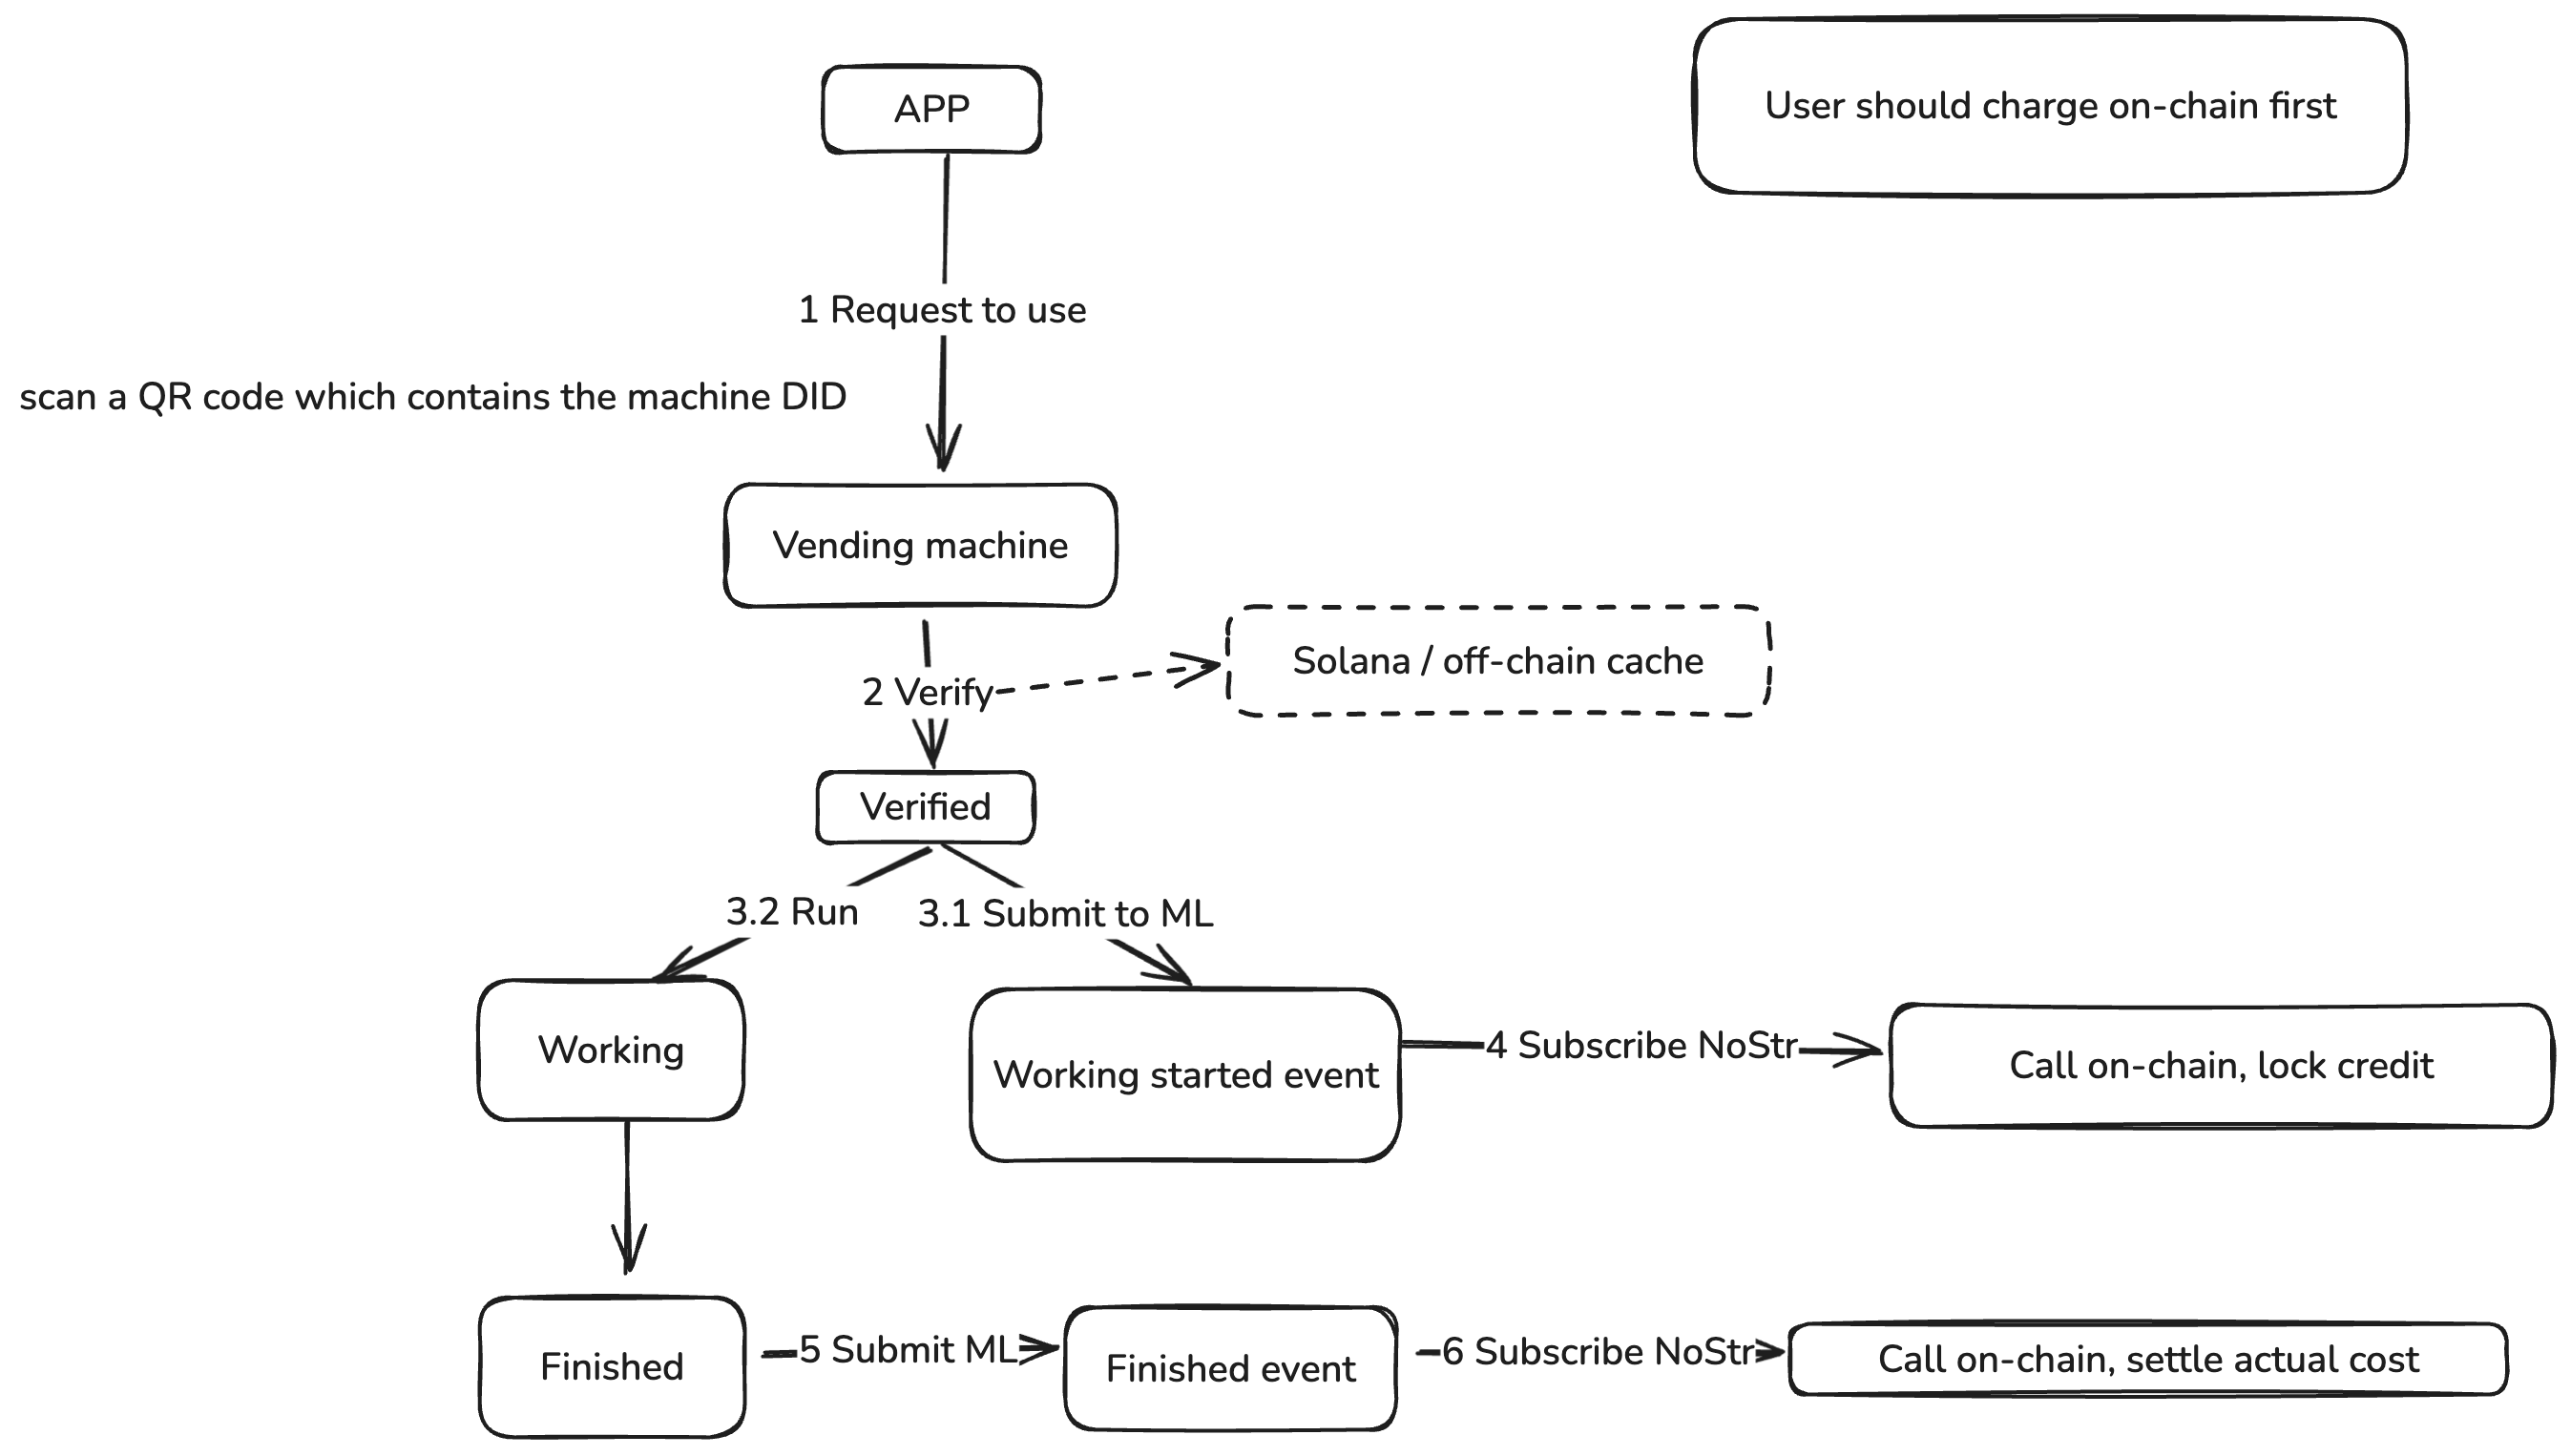 APP
User should charge on-chain first
1 Request to use
scan a QR code which contains the machine DID
Vending machine
Solana / off-chain cache
2 Verify
Verified
3.2 Run
3.1 Submit to ML
Working
Working started event
4 Subscribe NoStr
Call on-chain, lock credit
Finished
5 Submit ML
Finished event
6 Subscribe NoStr
Call on-chain, settle actual cost